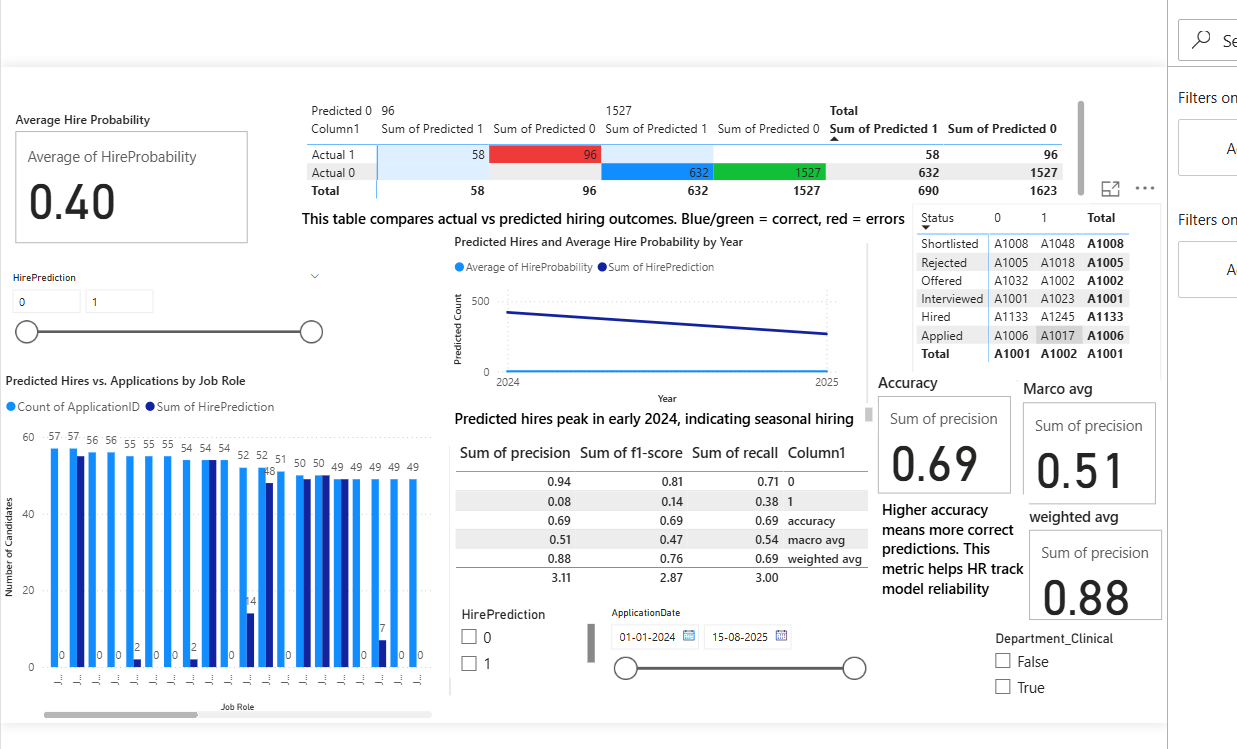 Se
Filters on
A
Filters on
A
Average Hire Probability
Average of HireProbability
0.40
HirePrediction
0 1
Predicted 0 96 1527 Total
Column1 Sum of Predicted 1 Sum of Predicted 0 Sum of Predicted 1 Sum of Predicted 0 Sum of Predicted 1 Sum of Predicted 0
Actual 1 58 96 58 96
Actual 0 632 1527 632 1527
Total 58 96 632 1527 690 1623
This table compares actual vs predicted hiring outcomes. Blue/green = correct, red = errors
Status 0 1 Total
Shortlisted A1008 A1048 A1008
Rejected A1005 A1018 A1005
Offered A1032 A1002 A1002
Interviewed A1001 A1023 A1001
Hired A1133 A1245 A1133
Applied A1006 A1017 A1006
Total A1001 A1002 A1001
Predicted Hires and Average Hire Probability by Year
Average of HireProbability Sum of HirePrediction
Predicted Count
500
0
2024 2025
Year
Predicted hires peak in early 2024, indicating seasonal hiring
Predicted Hires vs. Applications by Job Role
Count of ApplicationID Sum of HirePrediction
Number of Candidates
60
40
20
0
57 57 56 56 55 55 55 54 54 54 52 52 51 50 50 49 49 49 49 49
0 0 0 2 0 0 2 0 14 48 0 7 0 0
J... J... J... J... J... J... J... J... J... J... J... J... J... J... J... J... J... J... J... J...
Job Role
Sum of precision Sum of f1-score Sum of recall Column1
0.94 0.81 0.71 0
0.08 0.14 0.38 1
0.69 0.69 0.69 accuracy
0.51 0.47 0.54 macro avg
0.88 0.76 0.69 weighted avg
3.11 2.87 3.00
Accuracy
Sum of precision
0.69
Marco avg
Sum of precision
0.51
Higher accuracy
means more correct
predictions. This
metric helps HR track
model reliability
weighted avg
Sum of precision
0.88
HirePrediction
0
1
ApplicationDate
01-01-2024 15-08-2025
Department_Clinical
False
True